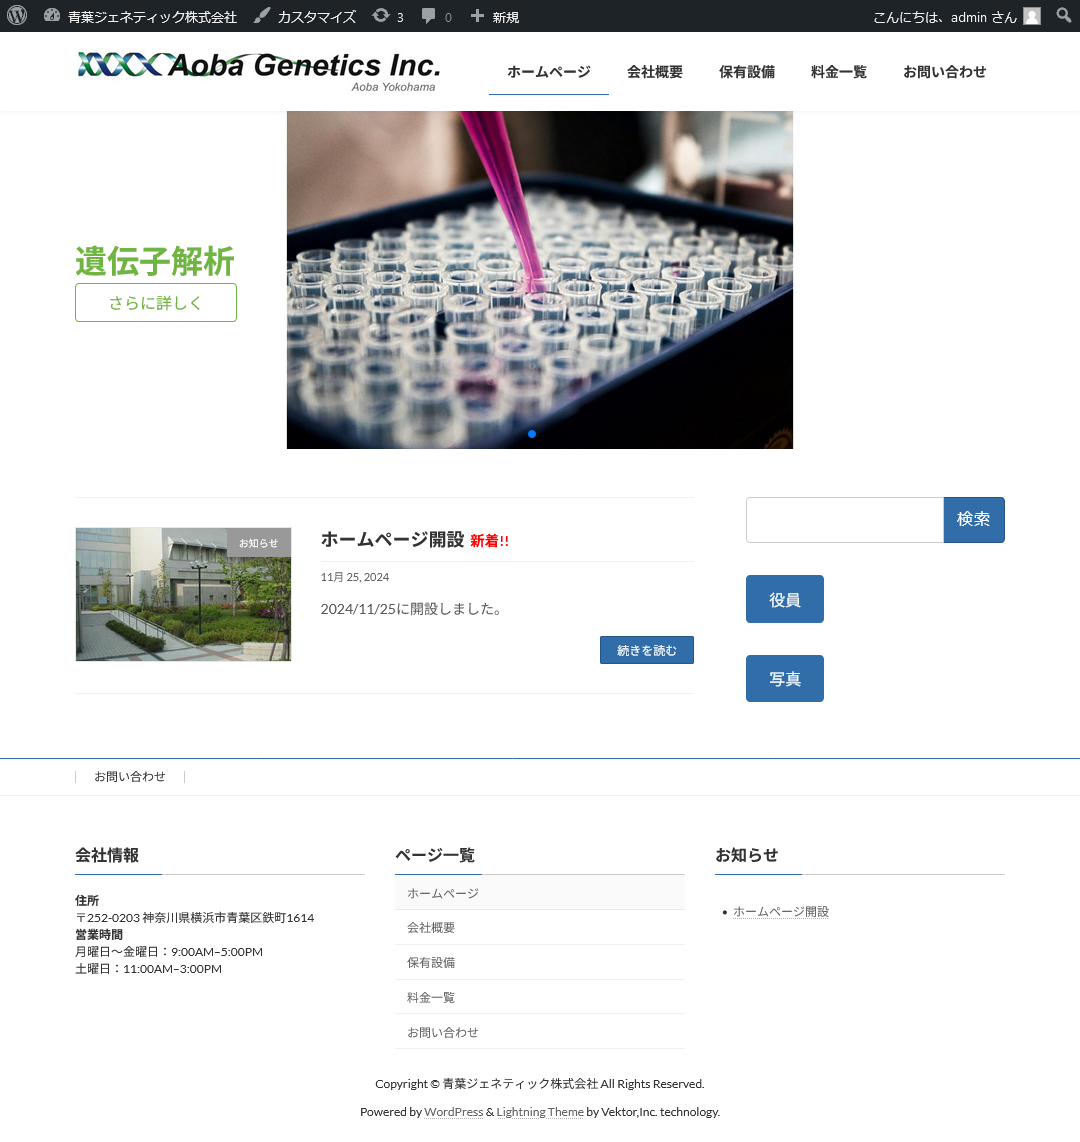 青葉ジェネティック株式会社 カスタマイズ 3 0 新規 こんにちは、admin さん
Aoba Genetics Inc.
Aoba Yokohama
ホームページ 会社概要 保有設備 料金一覧 お問い合わせ
遺伝子解析
さらに詳しく
お知らせ
ホームページ開設 新着!!
11月 25, 2024
2024/11/25に開設しました。
続きを読む
検索
役員
写真
お問い合わせ
会社情報
住所
〒252-0203 神奈川県横浜市青葉区鉄町1614
営業時間
月曜日～金曜日：9:00AM–5:00PM
土曜日：11:00AM–3:00PM
ページ一覧
ホームページ
会社概要
保有設備
料金一覧
お問い合わせ
お知らせ
• ホームページ開設
Copyright © 青葉ジェネティック株式会社 All Rights Reserved.
Powered by WordPress & Lightning Theme by Vektor,Inc. technology.